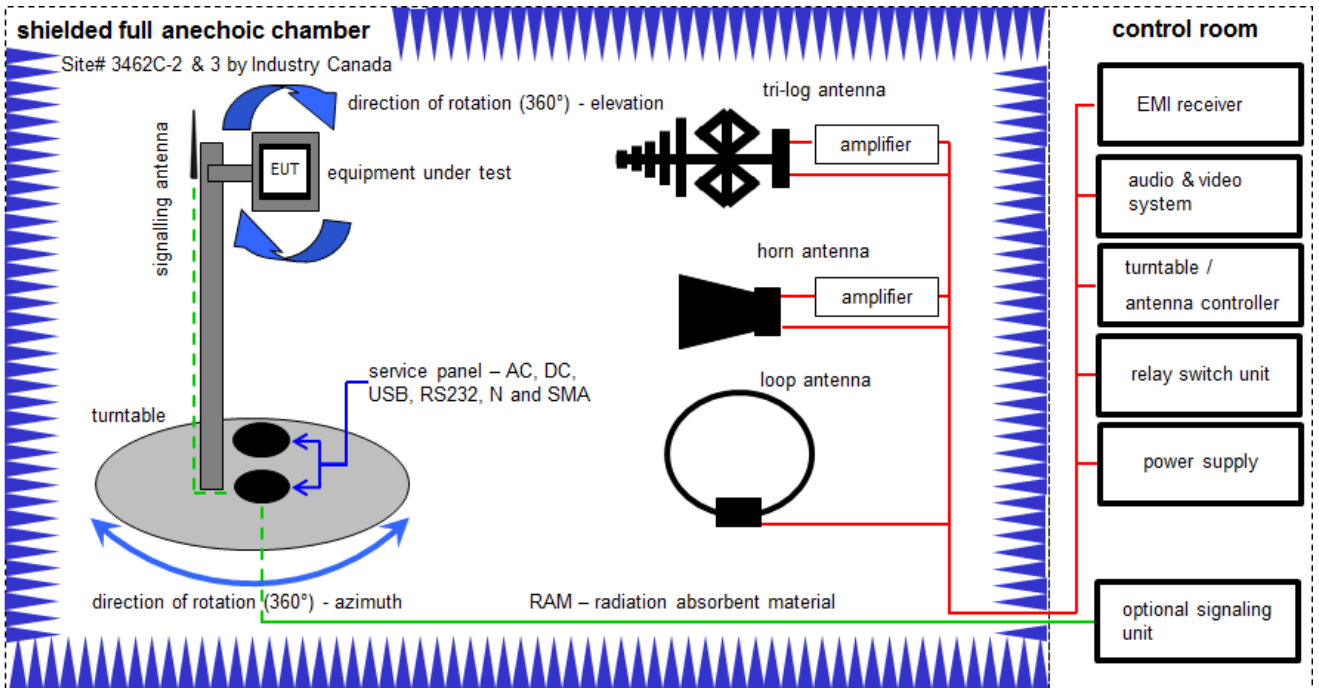 shielded full anechoic chamber
Site# 3462C-2 & 3 by Industry Canada
direction of rotation (360°) - elevation
signalling antenna
EUT
equipment under test
tri-log antenna
amplifier
horn antenna
amplifier
loop antenna
service panel – AC, DC,
USB, RS232, N and SMA
turntable
direction of rotation (360°) - azimuth
RAM – radiation absorbent material
control room
EMI receiver
audio & video
system
turntable /
antenna controller
relay switch unit
power supply
optional signaling
unit